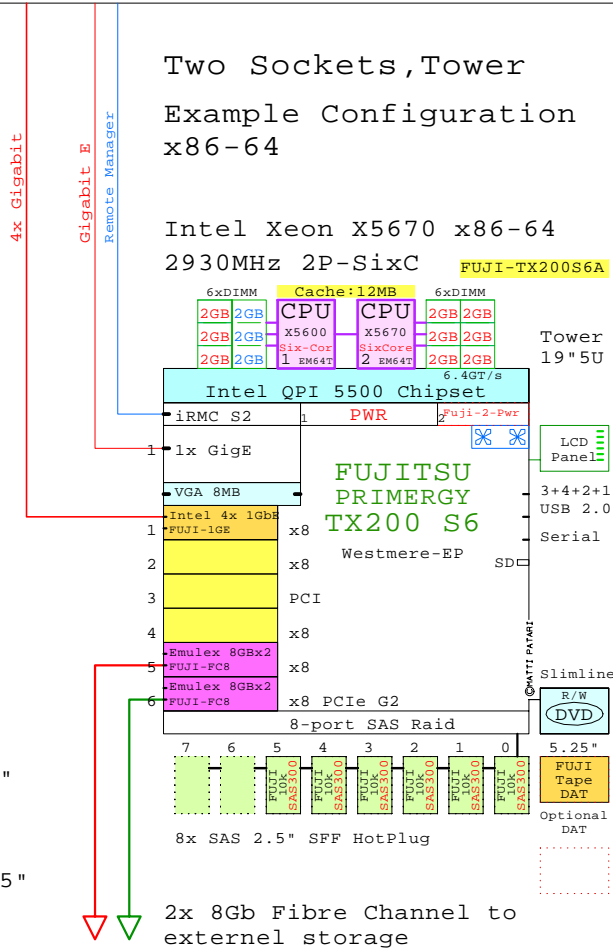 Two Sockets,Tower
Example Configuration
x86-64
4x Gigabit
Gigabit E
Remote Manager
Intel Xeon X5670 x86-64
2930MHz 2P-SixC
FUJI-TX200S6A
6xDIMM
Cache:12MB
6xDIMM
2GB 2GB CPU CPU 2GB 2GB
2GB 2GB X5600 X5670 2GB 2GB
Six-Cor SixCore
2GB 2GB 1 EM64T 2 EM64T 2GB 2GB
Tower
19"5U
6.4GT/s
Intel QPI 5500 Chipset
iRMC S2 1 PWR 2 Fuji-2-Pwr
1 1x GigE
LCD
Panel
FUJITSU
PRIMERGY
TX200 S6
Westmere-EP
VGA 8MB
3+4+2+1
USB 2.0
Serial
SD
Intel 4x 1GbE
1 FUJI-1GE x8
2 x8
3 PCI
4 x8
Emulex 8GBx2
5 FUJI-FC8 x8
Emulex 8GBx2
6 FUJI-FC8 x8 PCIe G2
©MATTI PATARI
Slimline
R/W
DVD
8-port SAS Raid
7 6 5 4 3 2 1 0
5.25"
FUJI 10k SAS300
FUJI 10k SAS300
FUJI 10k SAS300
FUJI 10k SAS300
FUJI 10k SAS300
FUJI 10k SAS300
FUJI
Tape
DAT
Optional
DAT
8x SAS 2.5" SFF HotPlug
"
5"
2x 8Gb Fibre Channel to
externel storage